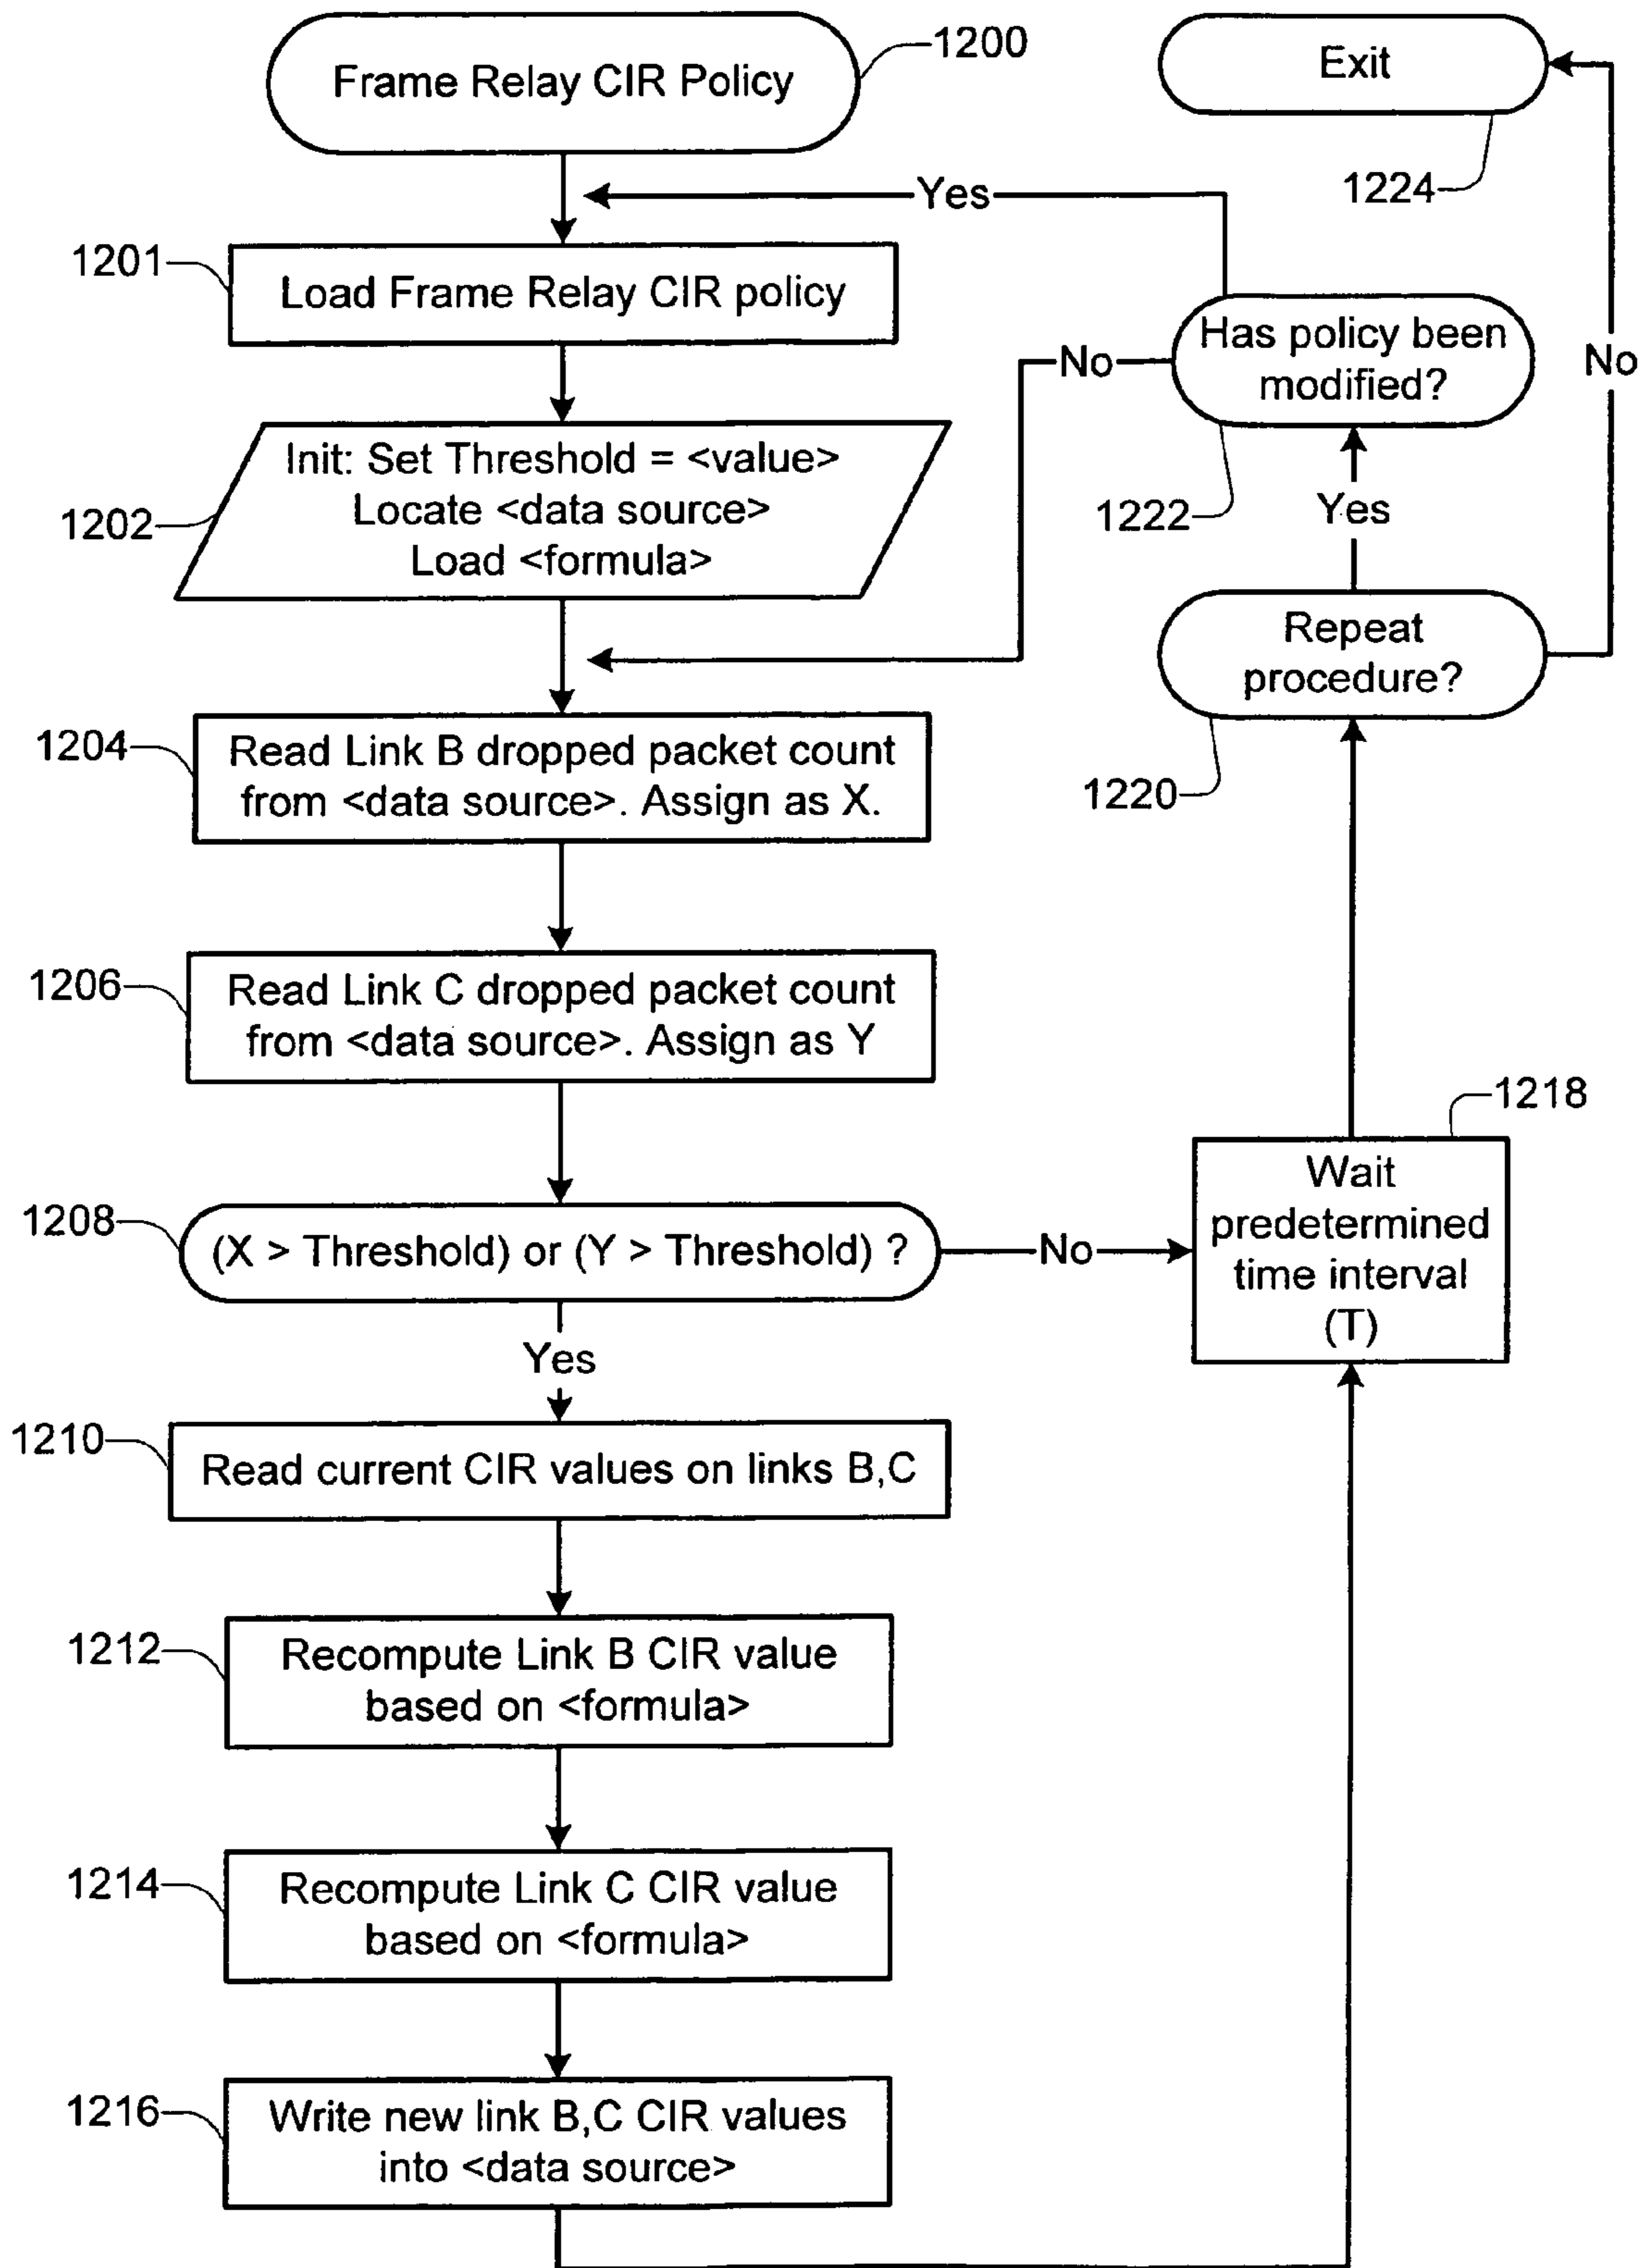 Frame Relay CIR Policy
1200
Exit
1224
Yes
1201
Load Frame Relay CIR policy
Has policy been
modified?
No
No
1222
Init: Set Threshold = <value>
Locate <data source>
Load <formula>
1202
Yes
Repeat
procedure?
1220
1204
Read Link B dropped packet count
from <data source>. Assign as X.
1206
Read Link C dropped packet count
from <data source>. Assign as Y
1218
Wait
predetermined
time interval
(T)
1208
(X > Threshold) or (Y > Threshold) ?
No
Yes
1210
Read current CIR values on links B,C
1212
Recompute Link B CIR value
based on <formula>
1214
Recompute Link C CIR value
based on <formula>
1216
Write new link B,C CIR values
into <data source>